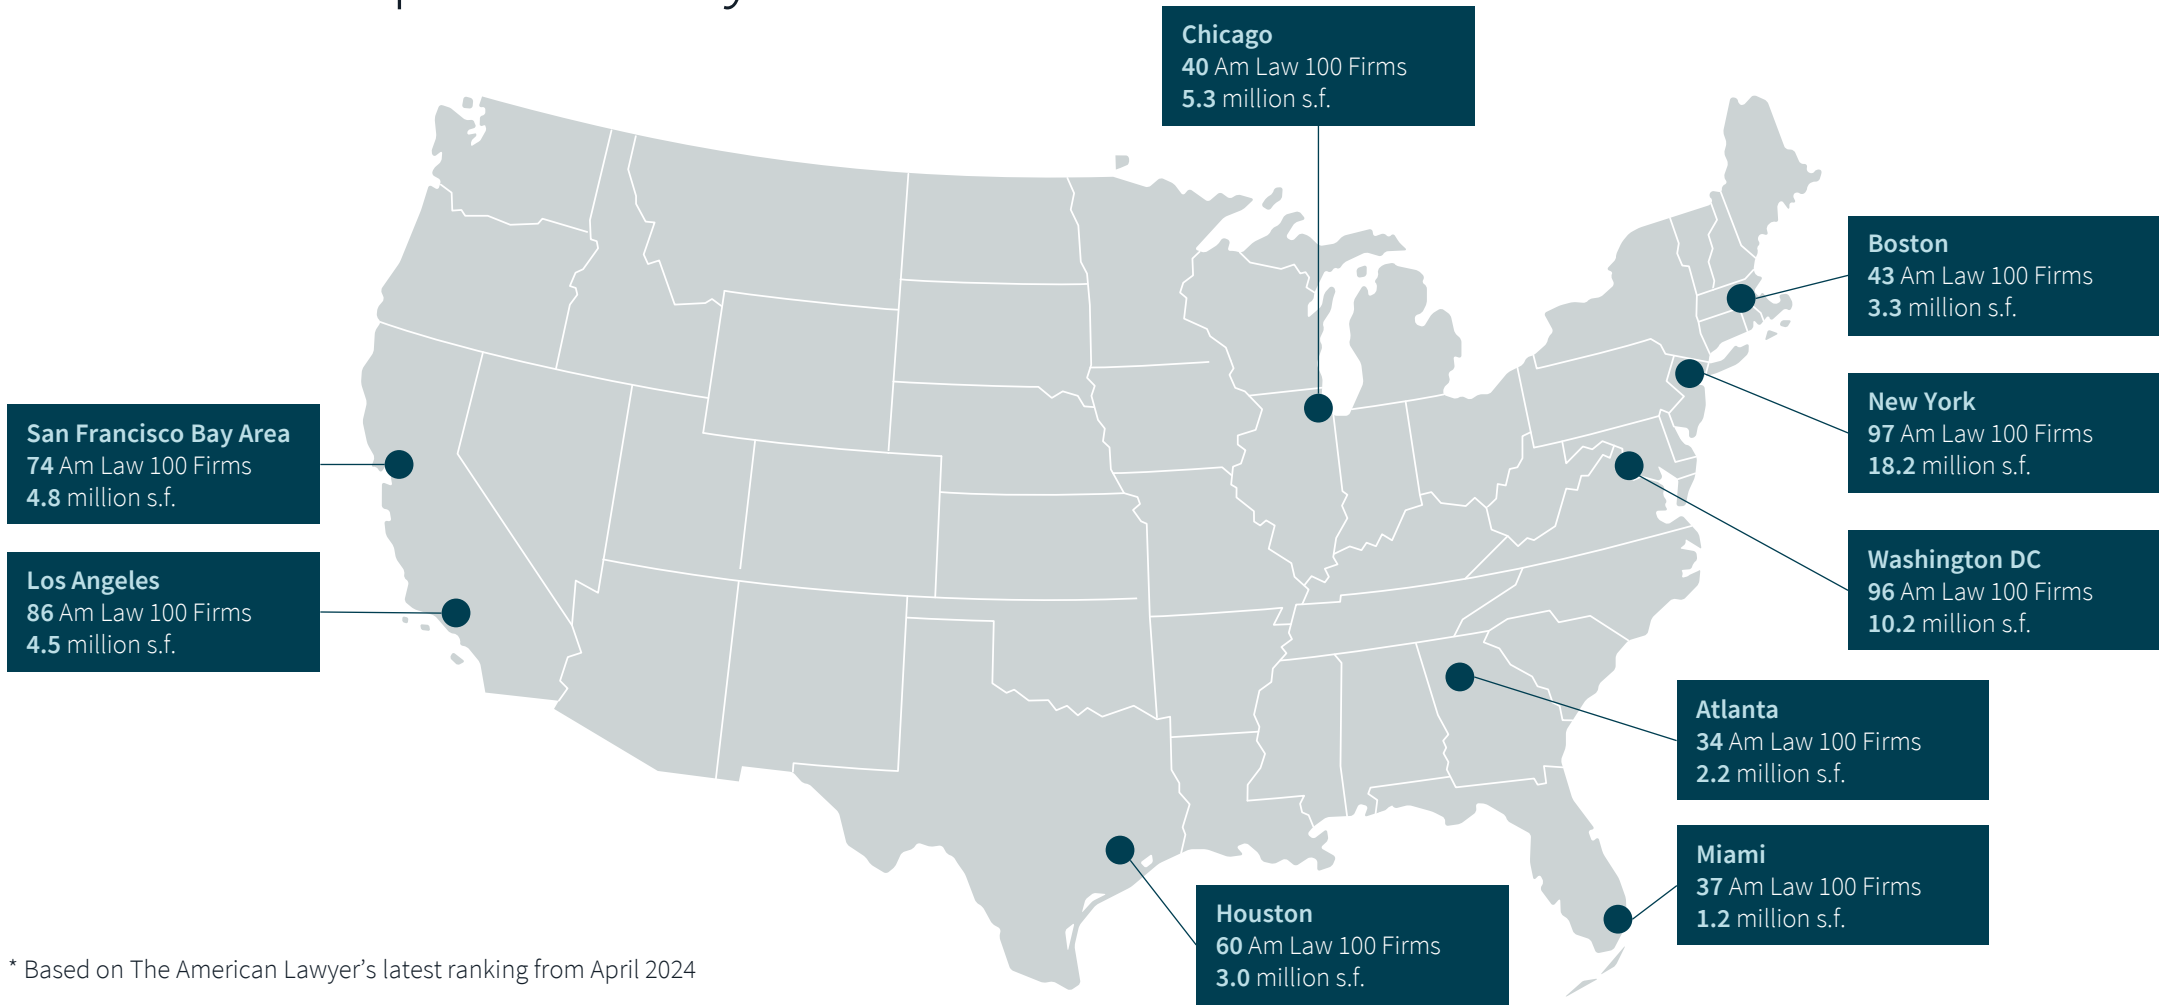 Chicago
40 Am Law 100 Firms
5.3 million s.f.
Boston
43 Am Law 100 Firms
3.3 million s.f.
New York
97 Am Law 100 Firms
18.2 million s.f.
San Francisco Bay Area
74 Am Law 100 Firms
4.8 million s.f.
Washington DC
96 Am Law 100 Firms
10.2 million s.f.
Los Angeles
86 Am Law 100 Firms
4.5 million s.f.
Atlanta
34 Am Law 100 Firms
2.2 million s.f.
Miami
37 Am Law 100 Firms
1.2 million s.f.
Houston
60 Am Law 100 Firms
3.0 million s.f.
* Based on The American Lawyer’s latest ranking from April 2024